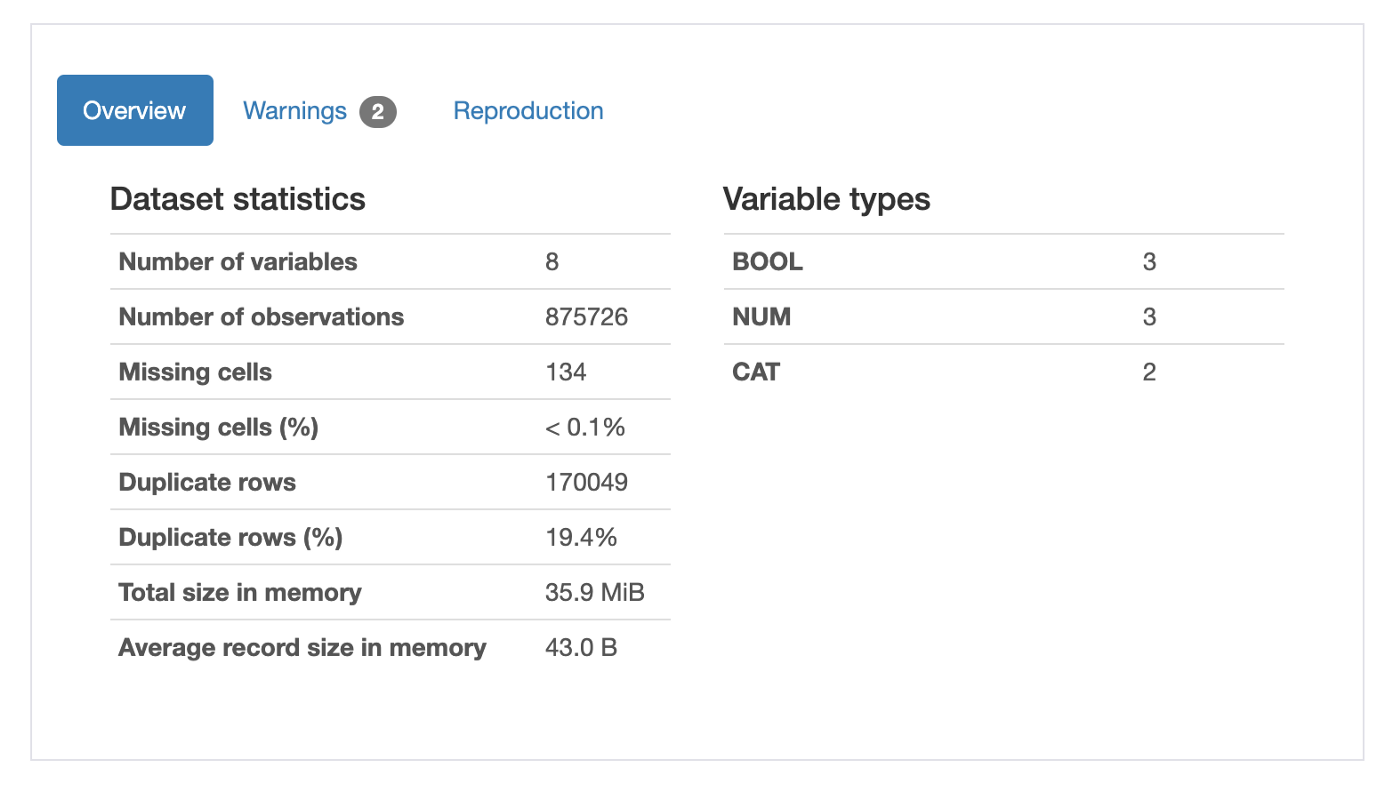 Overview Warnings 2 Reproduction
Dataset statistics
Number of variables 8
Number of observations 875726
Missing cells 134
Missing cells (%) < 0.1%
Duplicate rows 170049
Duplicate rows (%) 19.4%
Total size in memory 35.9 MiB
Average record size in memory 43.0 B
Variable types
BOOL 3
NUM 3
CAT 2